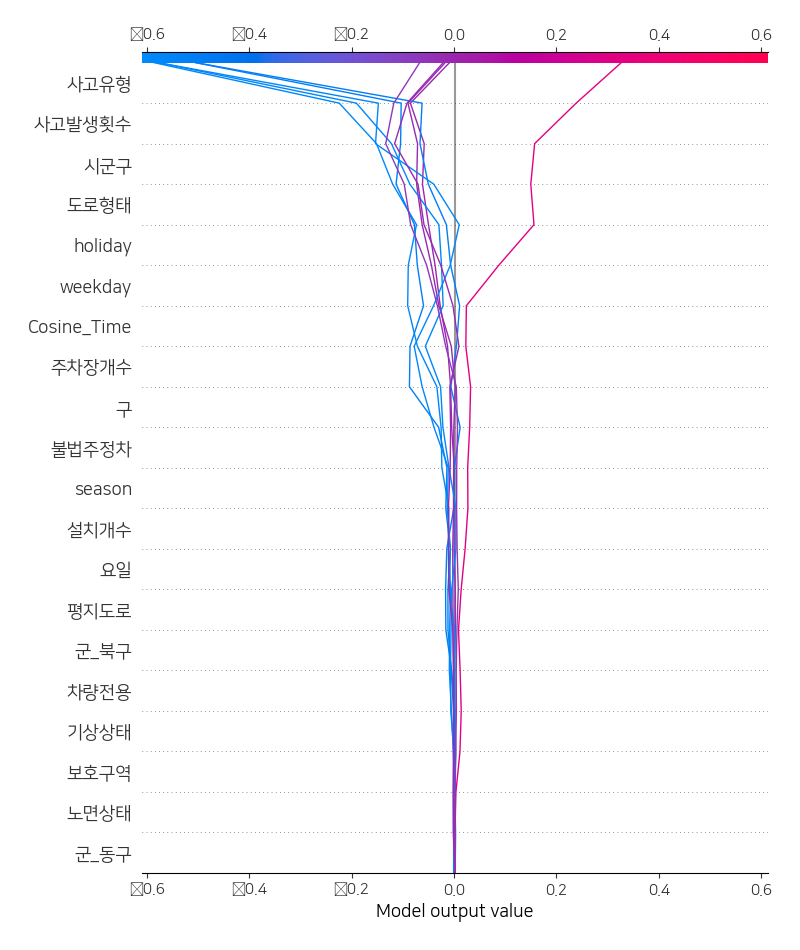 ☒0.6 ☒0.4 ☒0.2 0.0 0.2 0.4 0.6
사고유형
사고발생횟수
시군구
도로형태
holiday
weekday
Cosine_Time
주차장개수
구
불법주정차
season
설치개수
요일
평지도로
군_북구
차량전용
기상상태
보호구역
노면상태
군_동구
☒0.6 ☒0.4 ☒0.2 0.0 0.2 0.4 0.6
Model output value